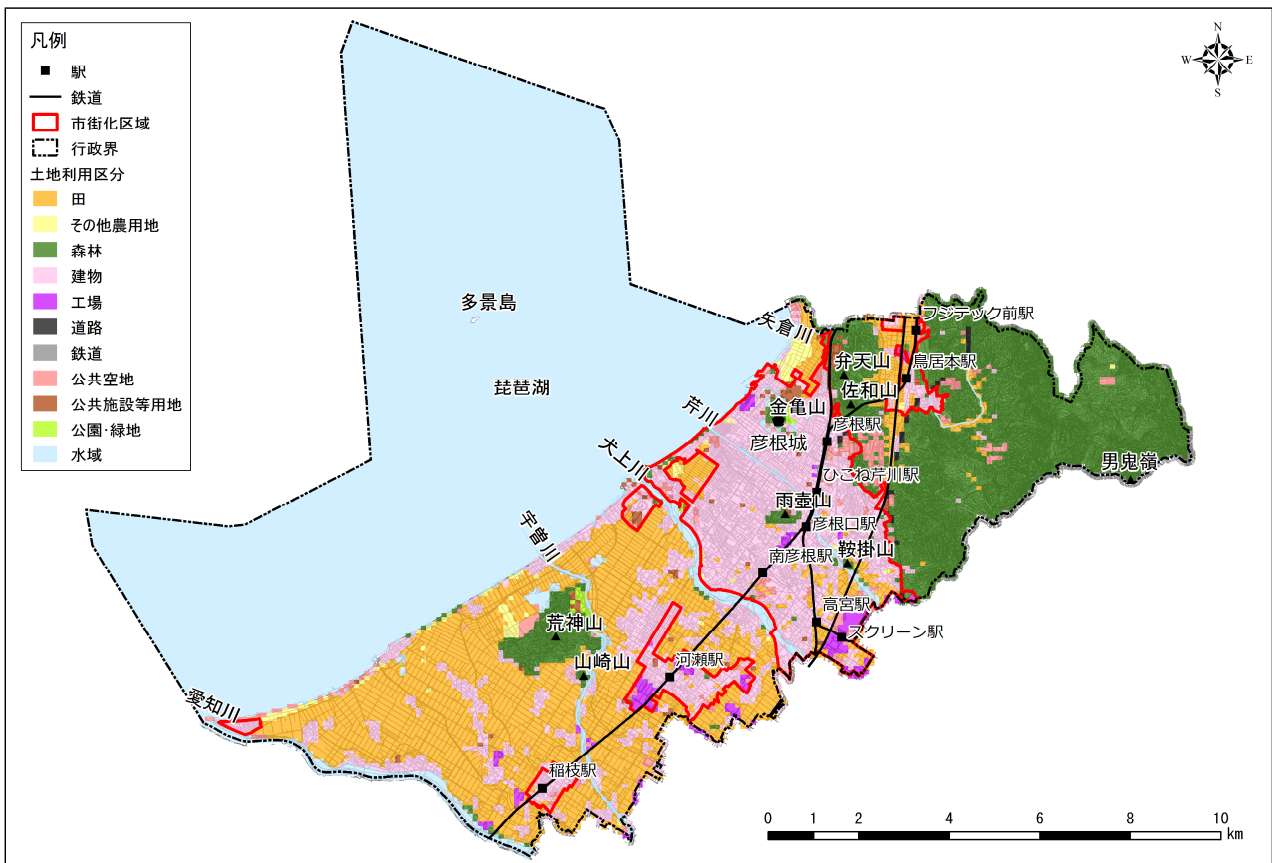 凡例
駅
鉄道
市街化区域
行政界
土地利用区分
田
その他農用地
森林
建物
工場
道路
鉄道
公共空地
公共施設等用地
公園・緑地
水域
N
W
E
S
多景島
琵琶湖
矢倉川
フジテック前駅
弁天山
鳥居本駅
佐和山
金亀山
芹川
彦根駅
彦根城
犬上川
ひこね芹川駅
男鬼嶺
雨壺山
宇曽川
彦根口駅
鞍掛山
南彦根駅
高宮駅
スクリーン駅
荒神山
山崎山
河瀬駅
愛知川
稲枝駅
0 1 2 4 6 8 10
km